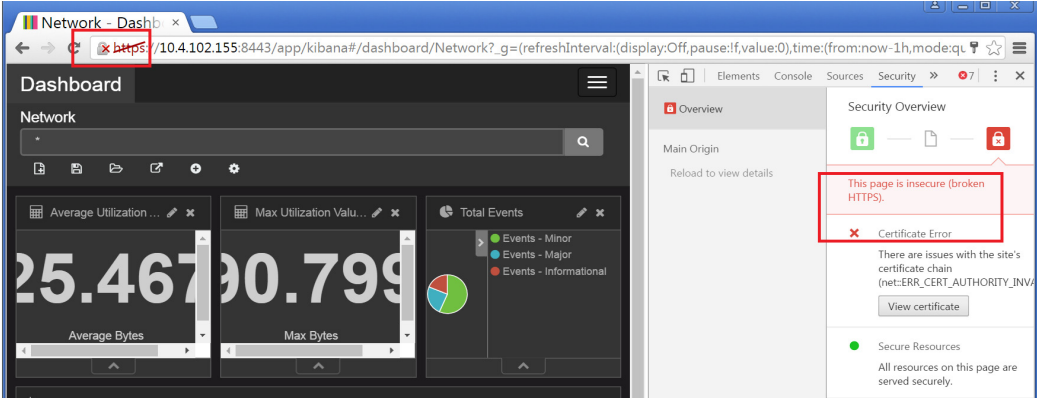 Network - Dashb
https://10.4.102.155:8443/app/kibana#/dashboard/Network?_g=(refreshInterval:(display:Off,pause:!f,value:0),time:(from:now-1h,mode:qu
Dashboard
Network
*
Average Utilization ...
Max Utilization Valu...
Total Events
25.467
90.799
Average Bytes
Max Bytes
Events - Minor
Events - Major
Events - Informational
Elements Console Sources Security » 7
Overview
Main Origin
Reload to view details
Security Overview
This page is insecure (broken
HTTPS).
Certificate Error
There are issues with the site's
certificate chain
(net::ERR_CERT_AUTHORITY_INVA
View certificate
Secure Resources
All resources on this page are
served securely.